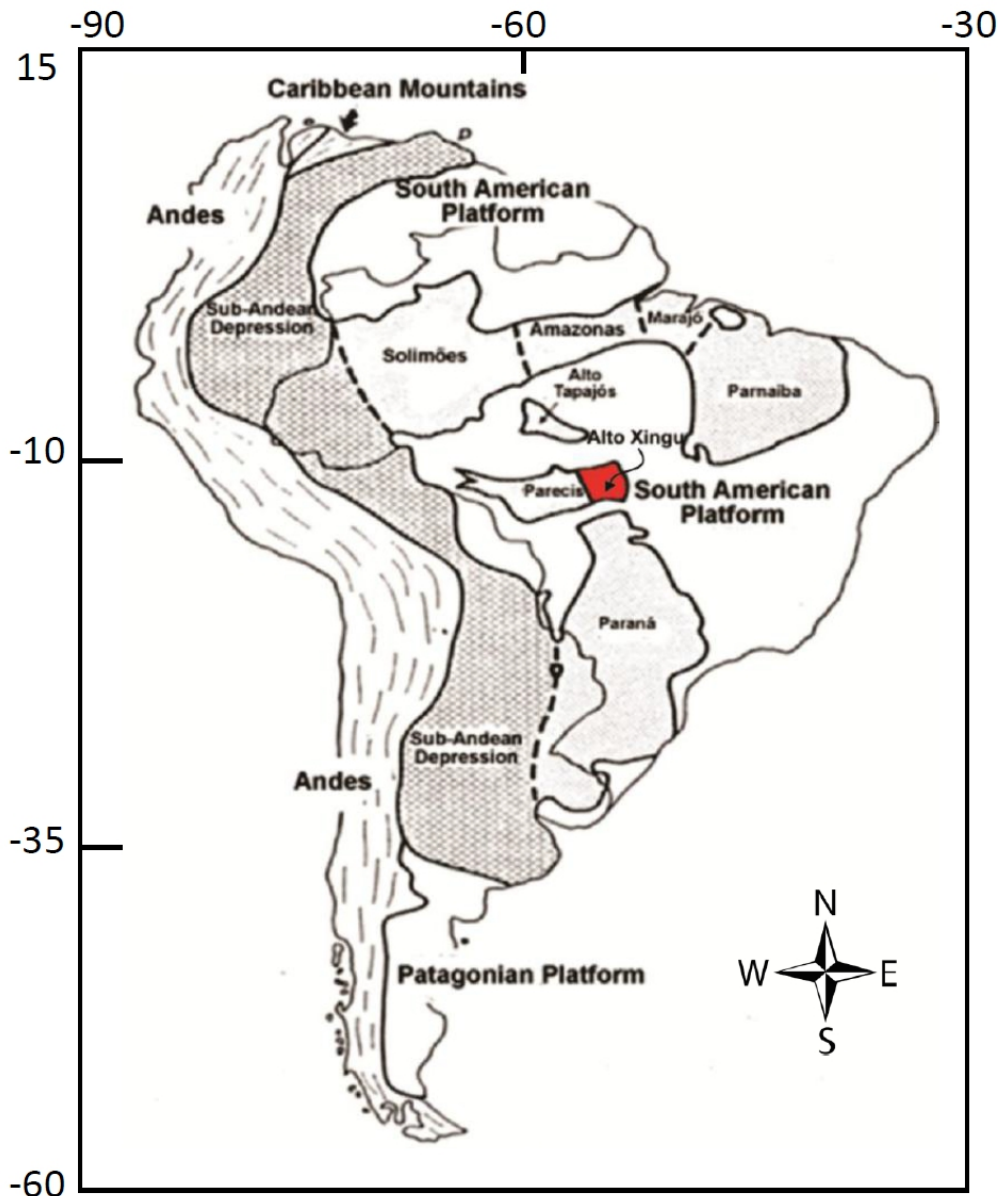 -90
-60
-30
15
Caribbean Mountains
South American
Platform
Andes
Sub-Andean
Depression
Solimões
Amazonas
Marajó
Alto
Tapajós
Parnaiba
-10
Alto Xingu
Parecis
South American
Platform
Paraná
Sub-Andean
Depression
Andes
-35
N
W
E
S
Patagonian Platform
-60